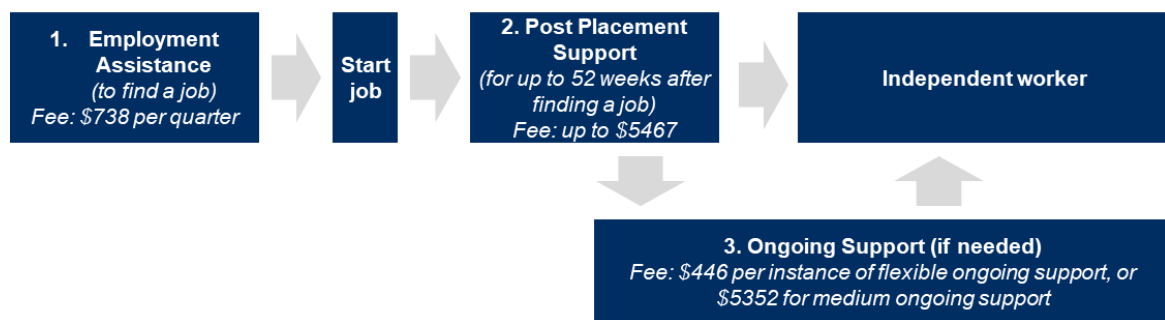 1. Employment
Assistance
(to find a job)
Fee: $738 per quarter
Start
job
2. Post Placement
Support
(for up to 52 weeks after
finding a job)
Fee: up to $5467
Independent worker
3. Ongoing Support (if needed)
Fee: $446 per instance of flexible ongoing support, or
$5352 for medium ongoing support